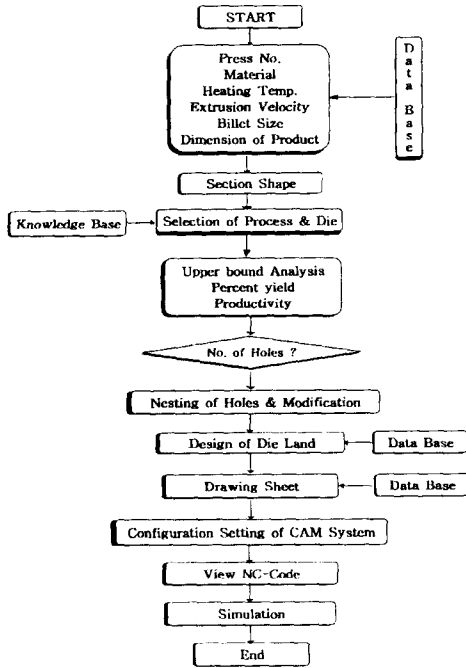 START
Press No.
Material
Heating Temp.
Extrusion Velocity
Billet Size
Dimension of Product
Data Base
Section Shape
Knowledge Base
Selection of Process & Die
Upper bound Analysis
Percent yield
Productivity
No. of Holes ?
Nesting of Holes & Modification
Design of Die Land
Data Base
Drawing Sheet
Data Base
Configuration Setting of CAM System
View NC-Code
Simulation
End